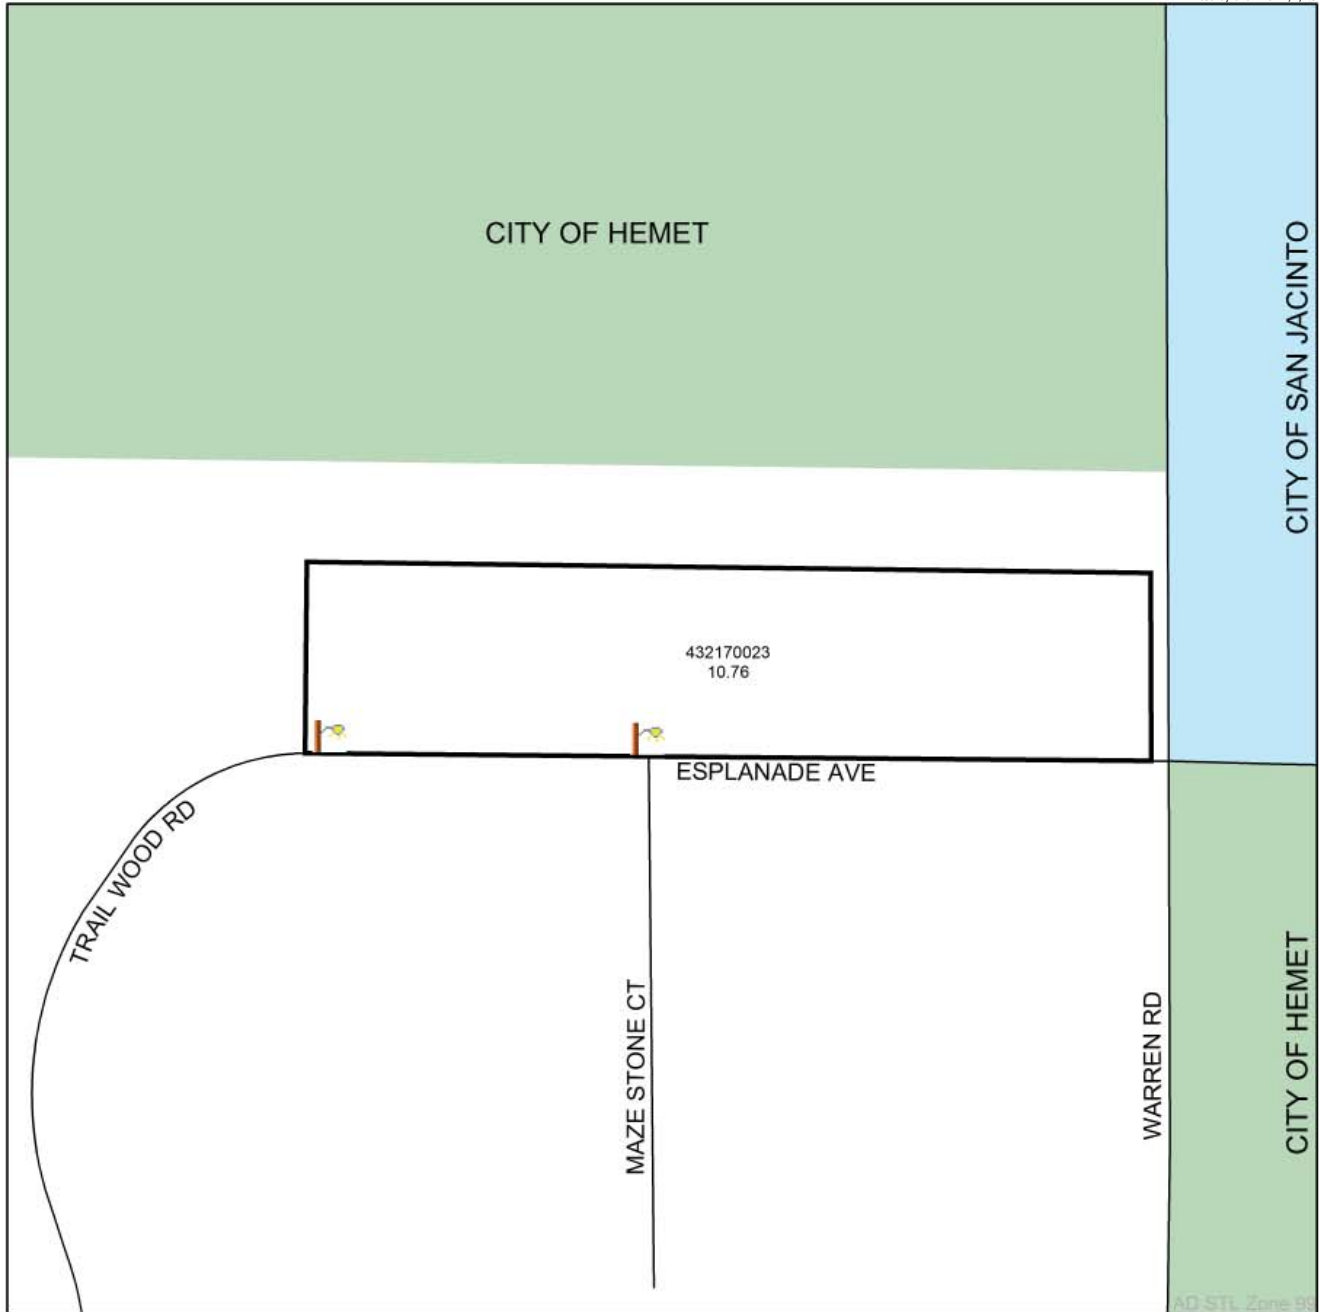 CITY OF HEMET
CITY OF SAN JACINTO
432170023
10.76
ESPLANADE AVE
TRAIL WOOD RD
MAZE STONE CT
WARREN RD
CITY OF HEMET
AD STL Zone 99